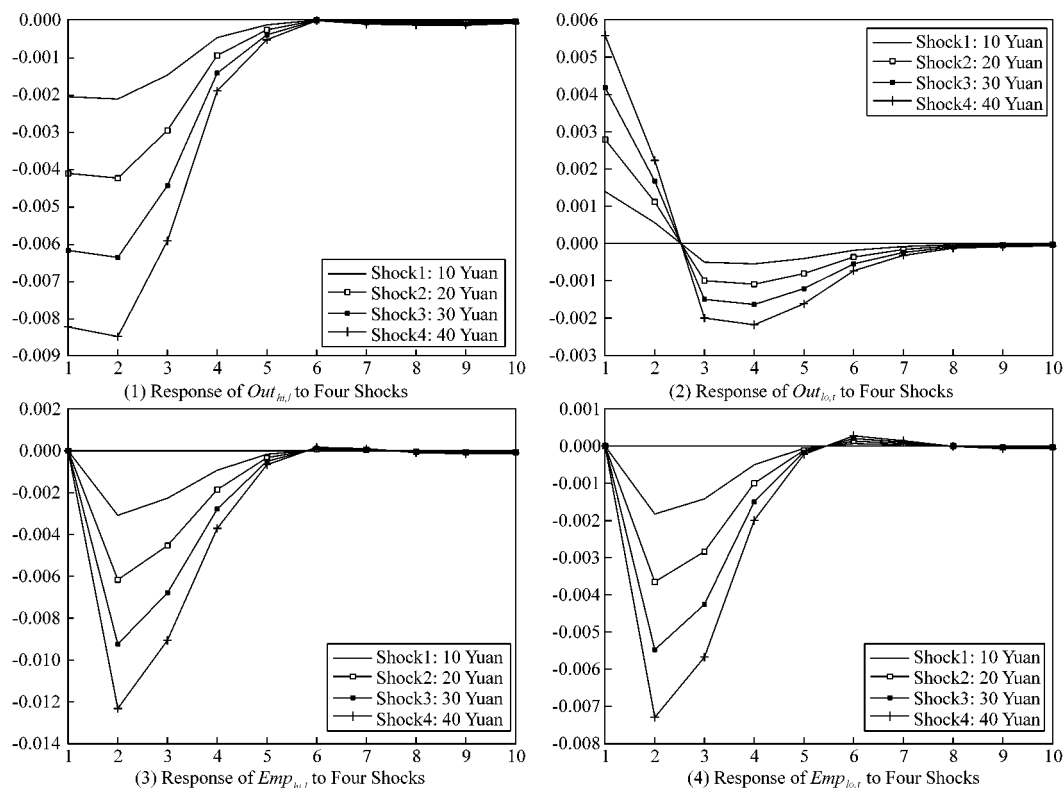 0.000
-0.001
-0.002
-0.003
-0.004
-0.005
-0.006
-0.007
-0.008
-0.009
Shock1: 10 Yuan
Shock2: 20 Yuan
Shock3: 30 Yuan
Shock4: 40 Yuan
1 2 3 4 5 6 7 8 9 10
(1) Response of Out_hi,t to Four Shocks
0.006
0.005
0.004
0.003
0.002
0.001
0.000
-0.001
-0.002
-0.003
Shock1: 10 Yuan
Shock2: 20 Yuan
Shock3: 30 Yuan
Shock4: 40 Yuan
1 2 3 4 5 6 7 8 9 10
(2) Response of Out_lo,t to Four Shocks
0.002
0.000
-0.002
-0.004
-0.006
-0.008
-0.010
-0.012
-0.014
Shock1: 10 Yuan
Shock2: 20 Yuan
Shock3: 30 Yuan
Shock4: 40 Yuan
1 2 3 4 5 6 7 8 9 10
(3) Response of Emp_hi,t to Four Shocks
0.001
0.000
-0.001
-0.002
-0.003
-0.004
-0.005
-0.006
-0.007
-0.008
Shock1: 10 Yuan
Shock2: 20 Yuan
Shock3: 30 Yuan
Shock4: 40 Yuan
1 2 3 4 5 6 7 8 9 10
(4) Response of Emp_lo,t to Four Shocks